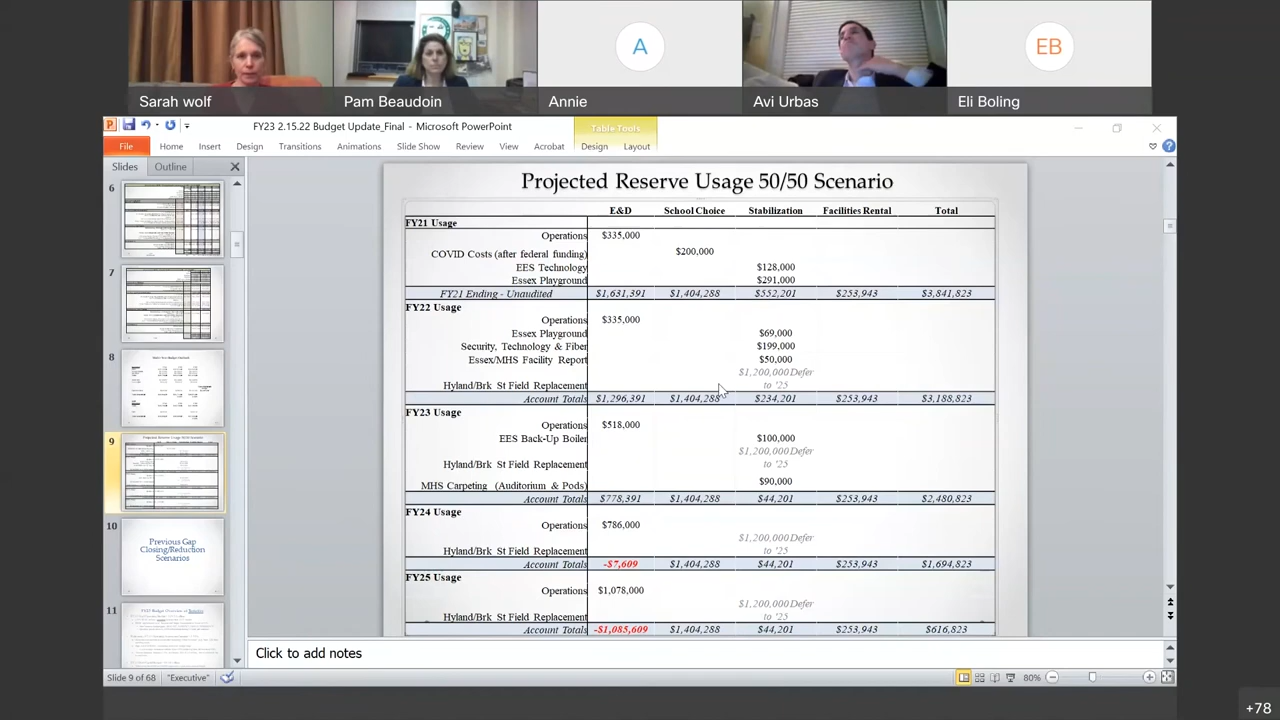 A
EB
Sarah wolf
Pam Beaudoin
Annie
Avi Urbas
Eli Boling
FY23 2.15.22 Budget Update_Final - Microsoft PowerPoint
Table Tools
File Home Insert Design Transitions Animations Slide Show Review View Acrobat Design Layout
Slides Outline
6
7
8
9
10
Previous Gap
Closing/Reduction
Scenarios
11
Projected Reserve Usage 50/50 Scenario
E&D School Choice Stabilization Facility Rental Total
FY21 Usage
Operations $335,000
COVID Costs (after federal funding) $200,000
EES Technology $128,000
Essex Playground $291,000
FY21 Ending - Unaudited $1,631,391 $1,404,288 $552,201 $253,943 $3,841,823
FY22 Usage
Operations $335,000
Essex Playground $69,000
Security, Technology & Fiber $199,000
Essex/MHS Facility Report $50,000
$1,200,000 Defer
Hyland/Brk St Field Replacement to '25
Account Totals $1,296,391 $1,404,288 $234,201 $253,943 $3,188,823
FY23 Usage
Operations $518,000
EES Back-Up Boiler $100,000
$1,200,000 Defer
Hyland/Brk St Field Replacement to '25
MHS Carpeting (Auditorium & Pods) $90,000
Account Totals $778,391 $1,404,288 $44,201 $253,943 $2,480,823
FY24 Usage
Operations $786,000
$1,200,000 Defer
Hyland/Brk St Field Replacement to '25
Account Totals -$7,609 $1,404,288 $44,201 $253,943 $1,694,823
FY25 Usage
Operations $1,078,000
$1,200,000 Defer
Hyland/Brk St Field Replacement to '25
Account Totals $1,404,288 $44,201 $253,943 $616,823
Click to add notes
Slide 9 of 68 "Executive" 80%
+78